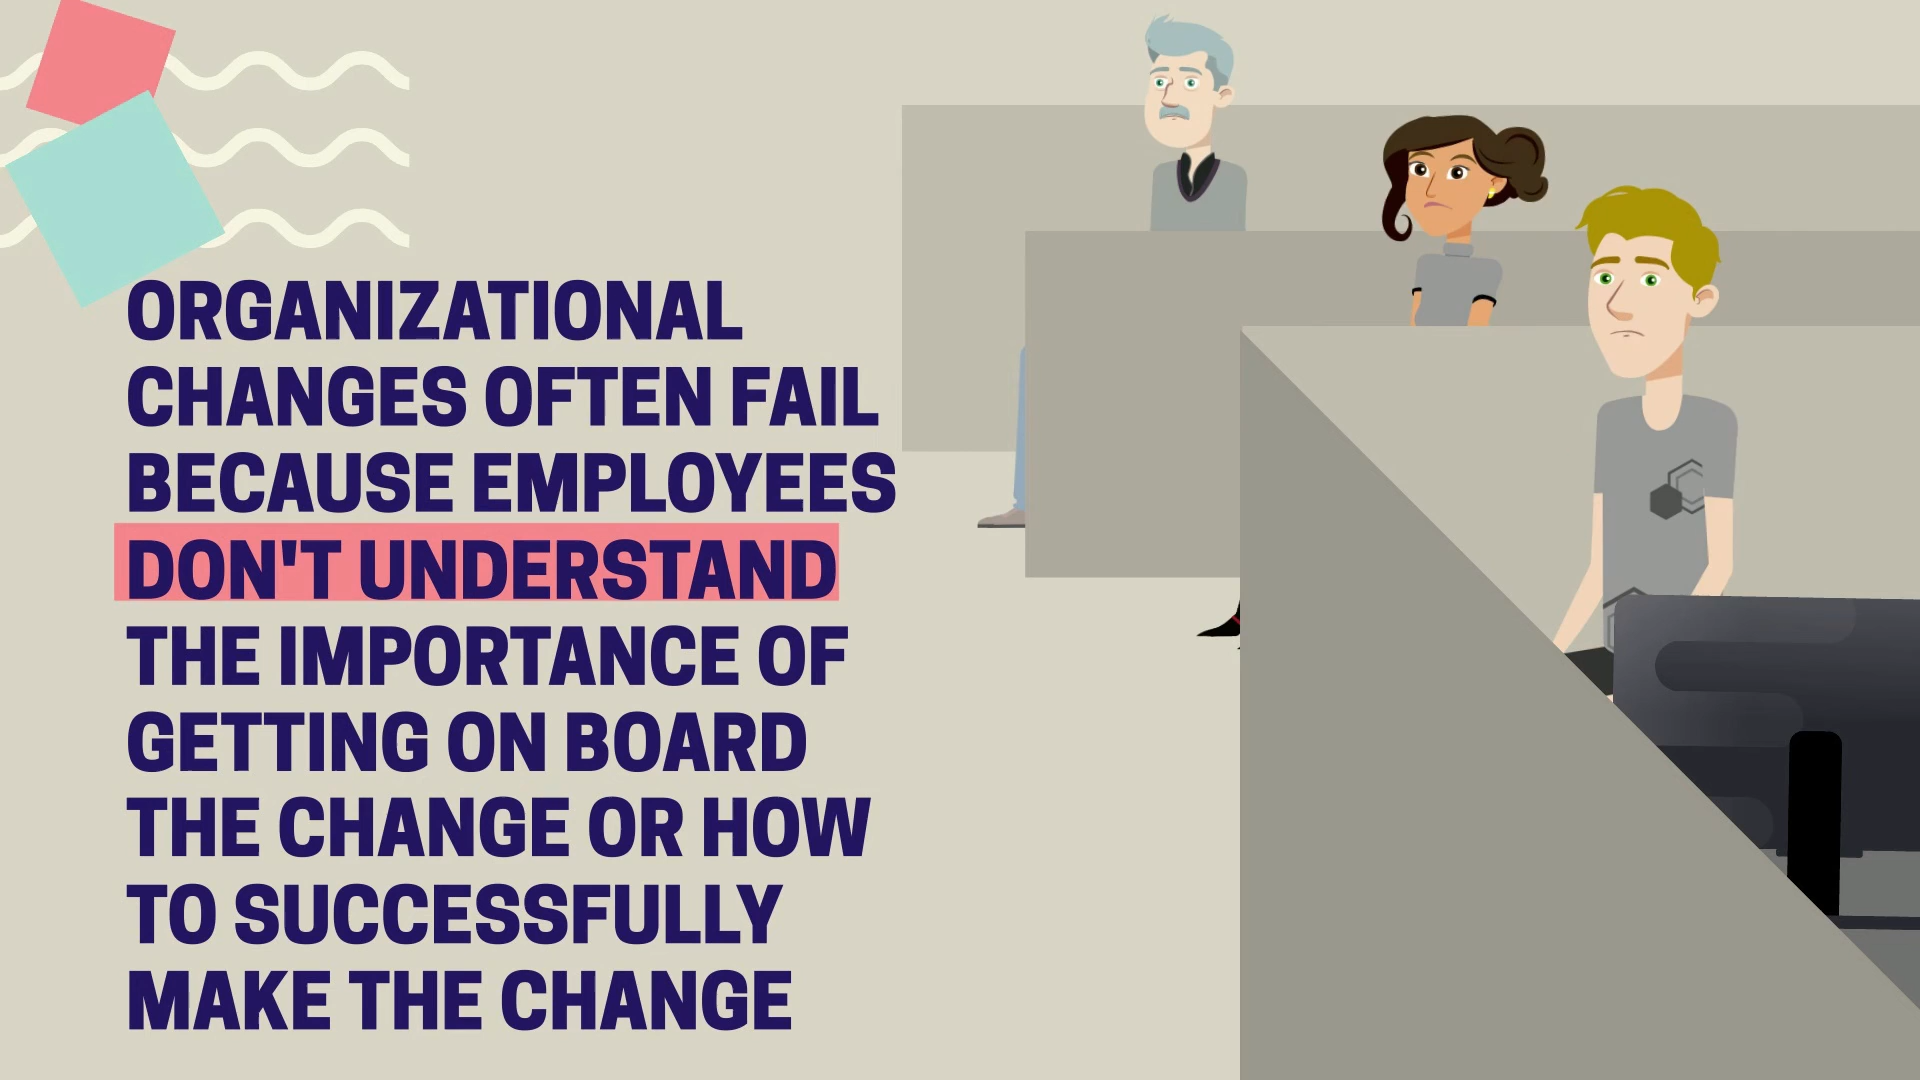 ORGANIZATIONAL
CHANGES OFTEN FAIL
BECAUSE EMPLOYEES
DON'T UNDERSTAND
THE IMPORTANCE OF
GETTING ON BOARD
THE CHANGE OR HOW
TO SUCCESSFULLY
MAKE THE CHANGE